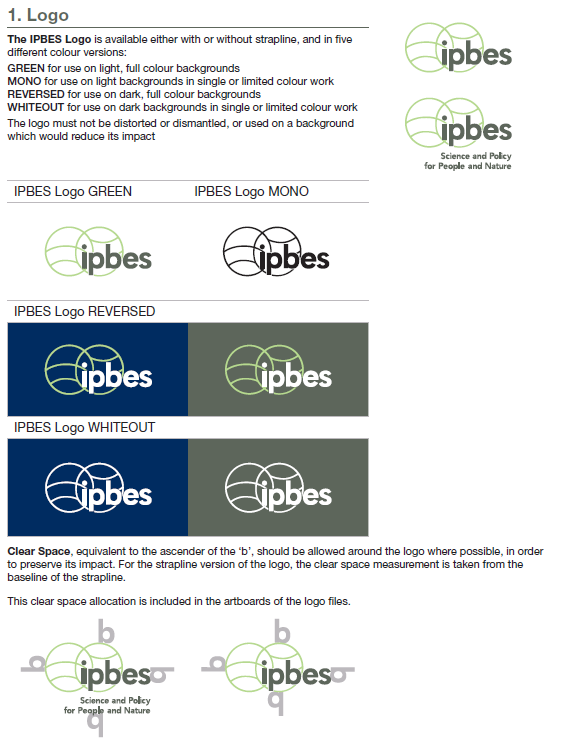 1. Logo
The IPBES Logo is available either with or without strapline, and in five
different colour versions:
GREEN for use on light, full colour backgrounds
MONO for use on light backgrounds in single or limited colour work
REVERSED for use on dark, full colour backgrounds
WHITEOUT for use on dark backgrounds in single or limited colour work
The logo must not be distorted or dismantled, or used on a background
which would reduce its impact
ipbes
ipbes
Science and Policy
for People and Nature
IPBES Logo GREEN
IPBES Logo MONO
ipbes
ipbes
IPBES Logo REVERSED
ipbes
ipbes
IPBES Logo WHITEOUT
ipbes
ipbes
Clear Space, equivalent to the ascender of the ‘b’, should be allowed around the logo where possible, in order
to preserve its impact. For the strapline version of the logo, the clear space measurement is taken from the
baseline of the strapline.
This clear space allocation is included in the artboards of the logo files.
b
b
ipbes
b
Science and Policy
for People and Nature
b
b
b
ipbes
b
b